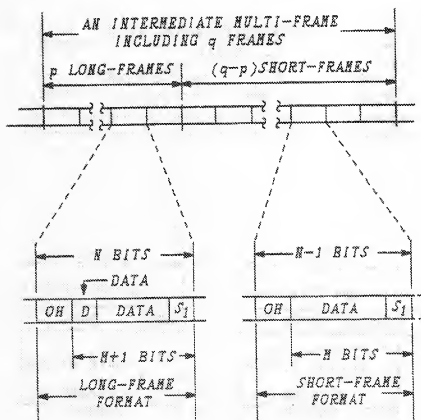 AN INTERMEDIATE MULTI-FRAME
INCLUDING q FRAMES
p LONG-FRAMES
(q-p)SHORT-FRAMES
N BITS
N-1 BITS
DATA
OH D DATA S1
OH DATA S1
M+1 BITS
M BITS
LONG-FRAME
FORMAT
SHORT-FRAME
FORMAT